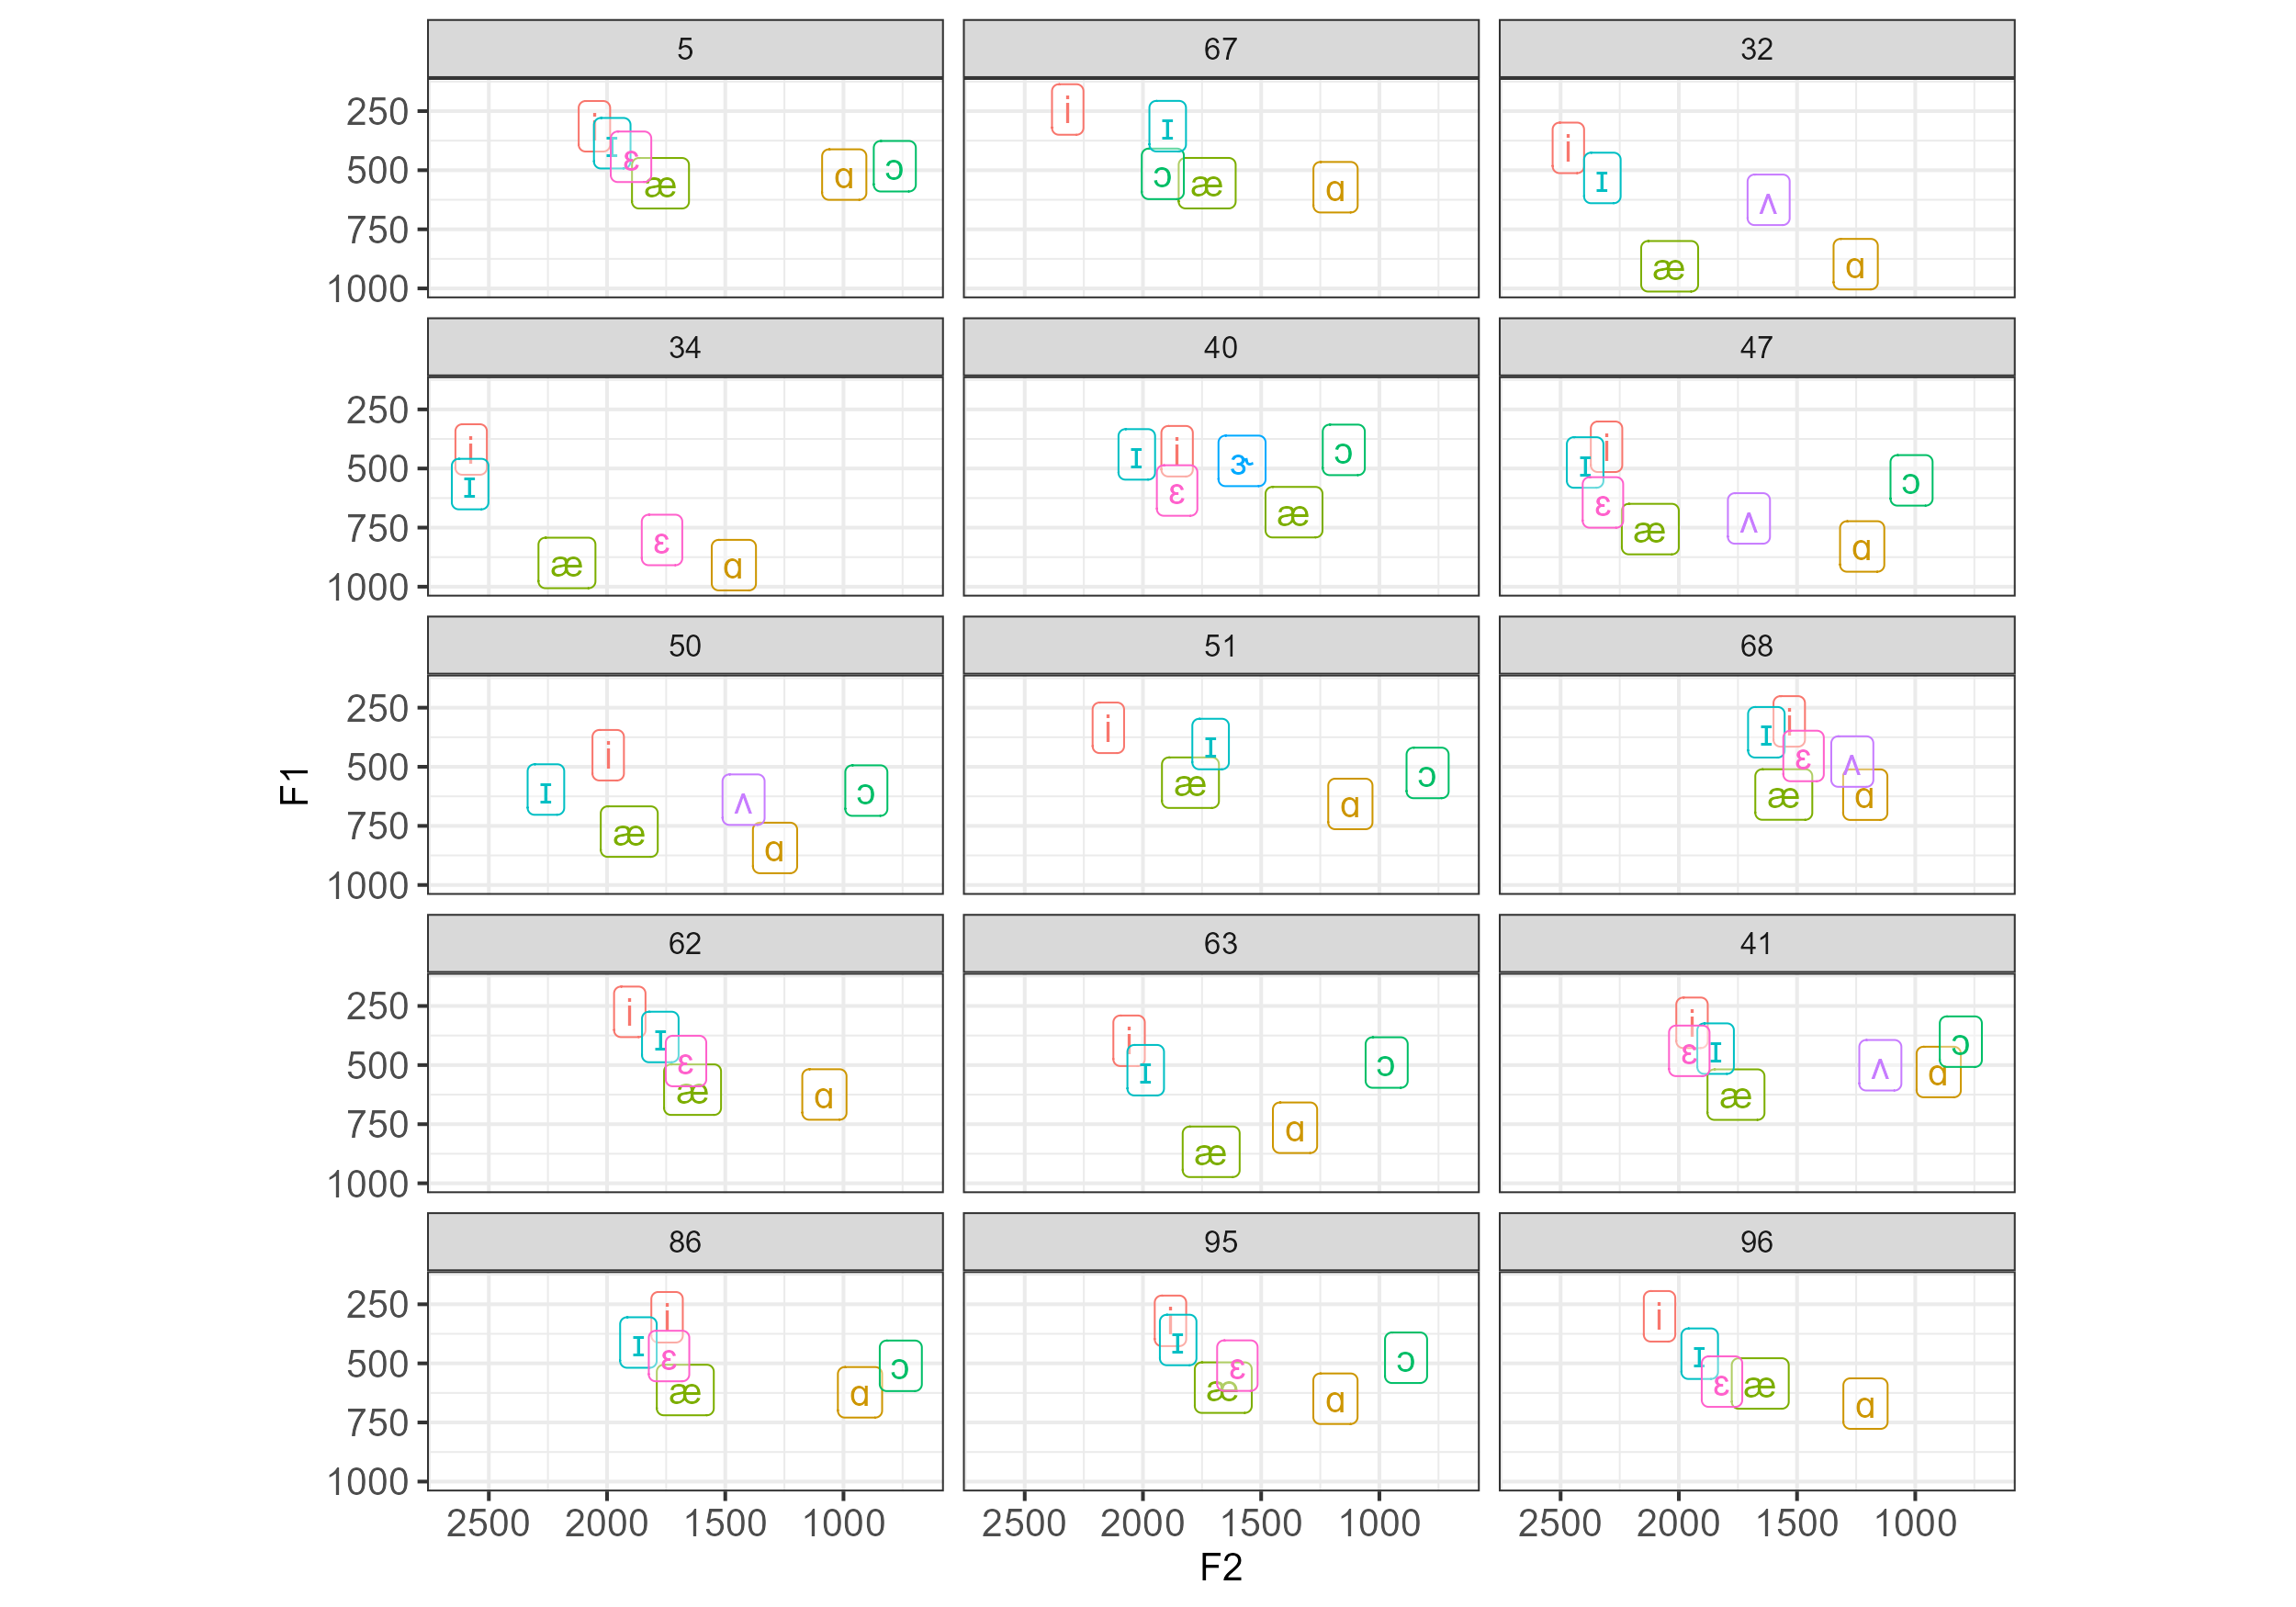 5 67 32
250 i ɪ ɛ æ ɑ ɔ i ɪ ɔ æ ɑ i ɪ ʌ æ ɑ
500
750
1000
34 40 47
250 i ɪ æ ɛ ɑ ɪ i ɛ ɝ æ ɔ ɪ i ɛ æ ʌ ɑ ɔ
500
750
1000
50 51 68
250 ɪ i æ ʌ ɑ ɔ i æ ɪ ɑ ɔ ɪ i ɛ æ ʌ ɑ
500
750
1000
62 63 41
250 i ɪ ɛ æ ɑ i ɪ æ ɑ ɔ i ɛ ɪ æ ʌ ɑ ɔ
500
750
1000
86 95 96
250 ɪ i ɛ æ ɑ ɔ i ɪ æ ɛ ɑ ɔ i ɪ ɛ æ ɑ
500
750
1000
2500 2000 1500 1000 2500 2000 1500 1000 2500 2000 1500 1000
F2
F1